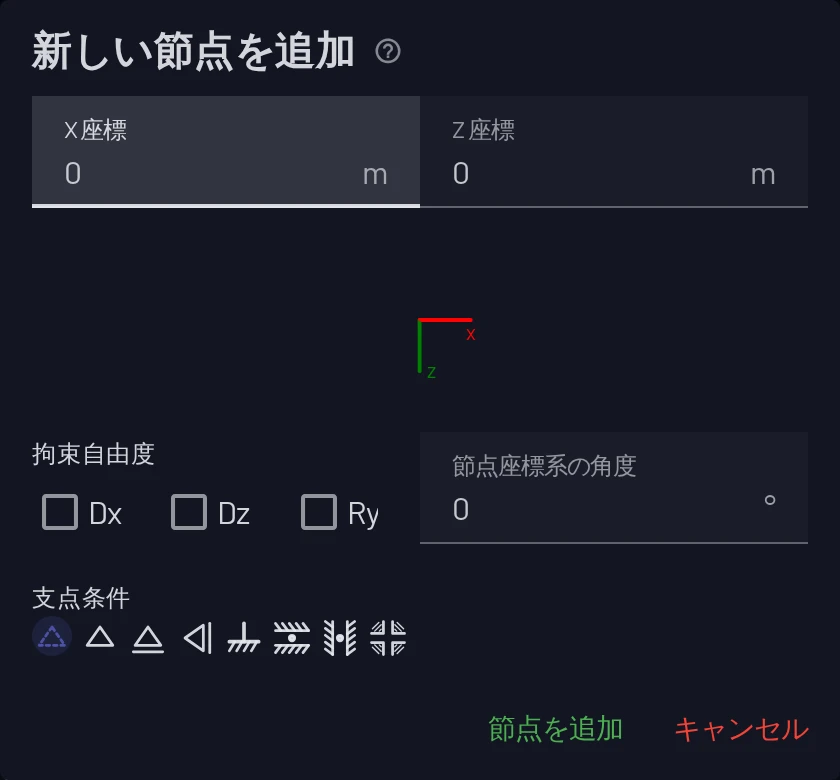 新しい節点を追加
X 座標 Z 座標
0 m 0 m
x
z
拘束自由度
Dx Dz Ry
節点座標系の角度
0 °
支点条件
節点を追加 キャンセル